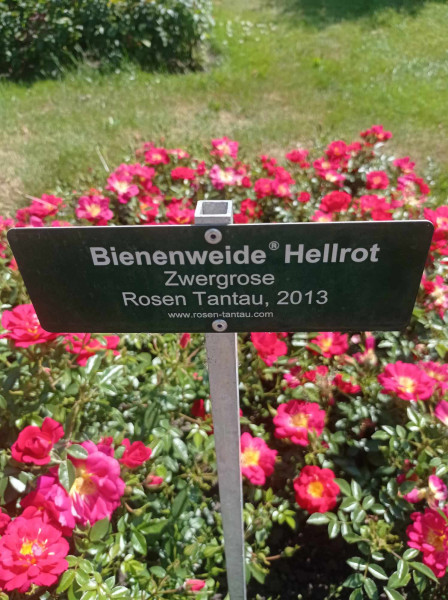 Bienenweide® Hellrot
Zwergrose
Rosen Tantau, 2013
www.rosen-tantau.com